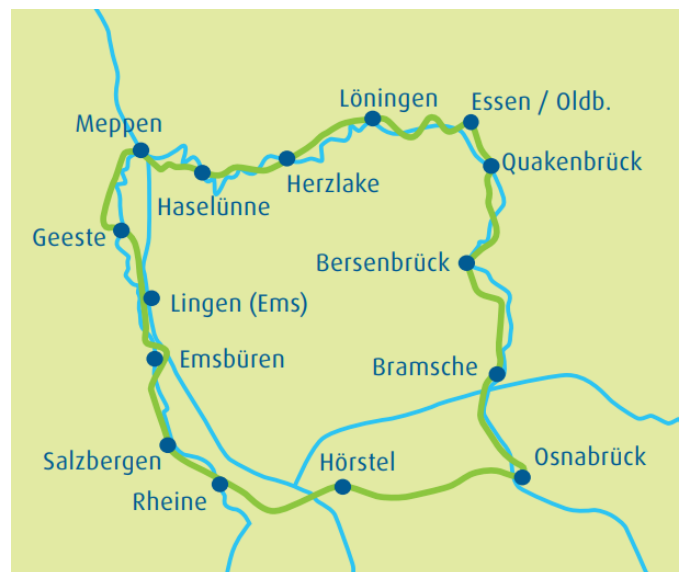 Löningen
Essen / Oldb.
Meppen
Quakenbrück
Herzlake
Haselünne
Geeste
Bersenbrück
Lingen (Ems)
Emsbüren
Bramsche
Salzbergen
Hörstel
Osnabrück
Rheine